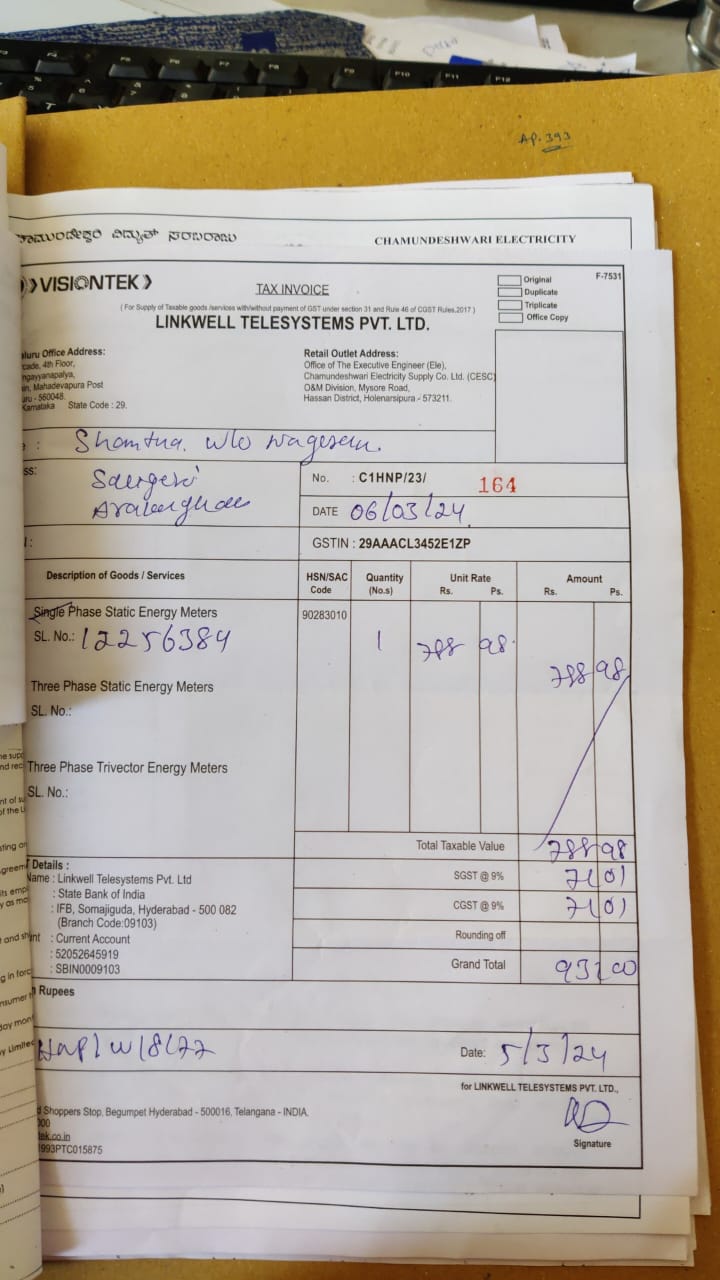 AP. 393
ಚಾಮುಂಡೇಶ್ವರಿ ವಿದ್ಯುತ್ ಸರಬರಾಜು
CHAMUNDESHWARI ELECTRICITY
VISIONTEK
TAX INVOICE
Original
Duplicate
Triplicate
Office Copy
F-7531
( For Supply of Taxable goods /services with/without payment of GST under section 31 and Rule 46 of CGST Rules,2017 )
LINKWELL TELESYSTEMS PVT. LTD.
Office Address:
4th Floor,
Mahadevapura Post
- 560048.
Karnataka State Code : 29.
Retail Outlet Address:
Office of The Executive Engineer (Ele),
Chamundeshwari Electricity Supply Co. Ltd. (CESC)
O&M Division, Mysore Road,
Hassan District, Holenarsipura - 573211.
w/o
No. : C1HNP/23/ 164
DATE 06/03/24
GSTIN : 29AAACL3452E1ZP
Description of Goods / Services
HSN/SAC Code
Quantity (No.s)
Unit Rate Rs. Ps.
Amount Rs. Ps.
Single Phase Static Energy Meters 90283010
SL. No.: 12256384 1 788 98 788 98
Three Phase Static Energy Meters
SL. No.:
Three Phase Trivector Energy Meters
SL. No.:
Total Taxable Value 788 98
Details :
Name : Linkwell Telesystems Pvt. Ltd
: State Bank of India
: IFB, Somajiguda, Hyderabad - 500 082
(Branch Code:09103)
: Current Account
: 52052645919
: SBIN0009103
SGST @ 9% 71 01
CGST @ 9% 71 01
Rounding off
Grand Total 931 00
Rupees
Date: 5/3/24
for LINKWELL TELESYSTEMS PVT. LTD.,
Shoppers Stop, Begumpet Hyderabad - 500016, Telangana - INDIA.
1993PTC015875
Signature